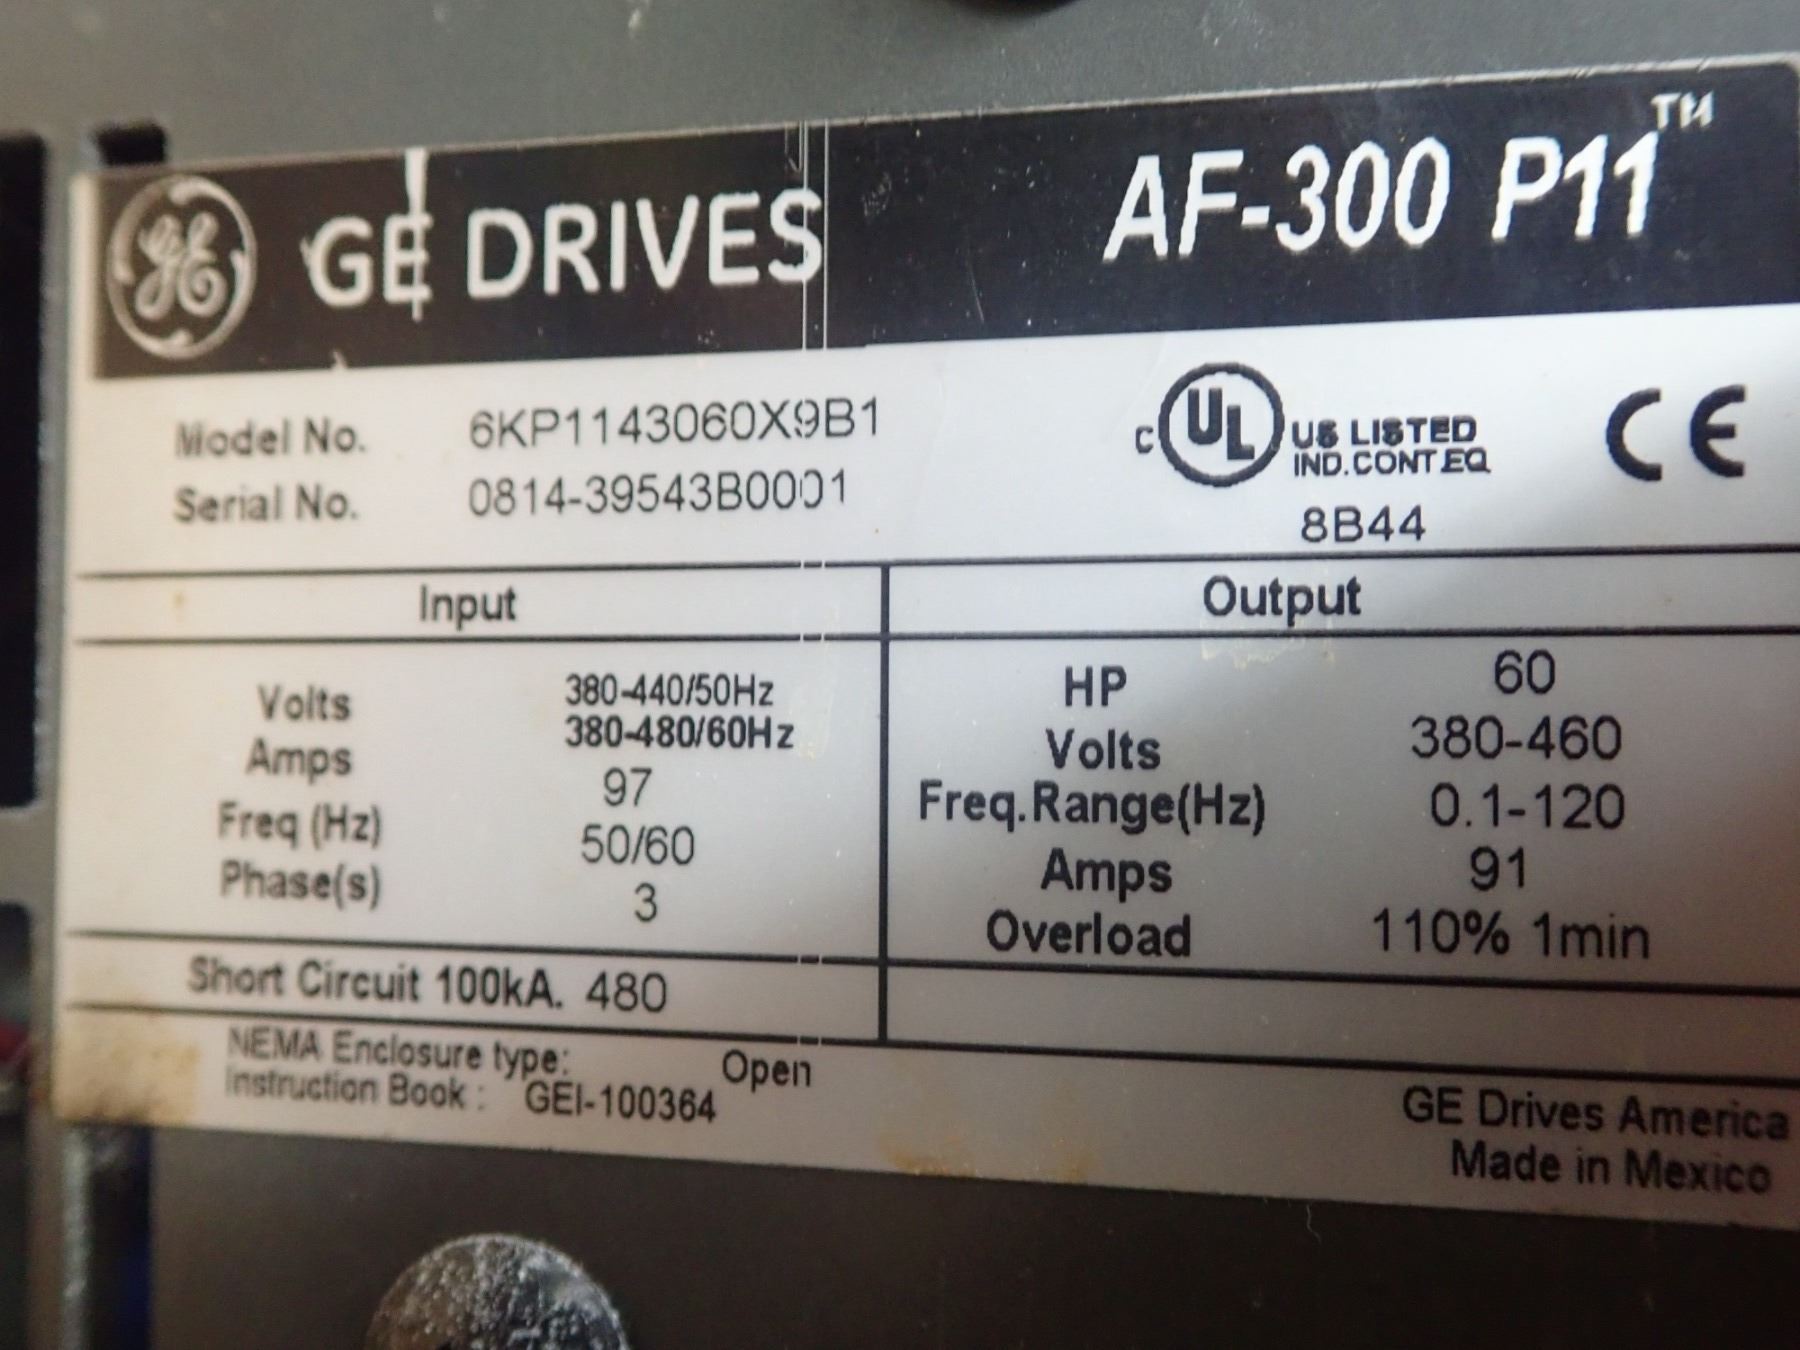 GE DRIVES AF-300 P11™
Model No. 6KP1143060X9B1
Serial No. 0814-39543B0001
C UL US LISTED
IND.CONT.EQ
CE
8B44
Input
Output
Volts 380-440/50Hz
380-480/60Hz
Amps 97
Freq (Hz) 50/60
Phase(s) 3
HP 60
Volts 380-460
Freq.Range(Hz) 0.1-120
Amps 91
Overload 110% 1min
Short Circuit 100kA. 480
NEMA Enclosure type: Open
Instruction Book : GEI-100364
GE Drives America
Made in Mexico